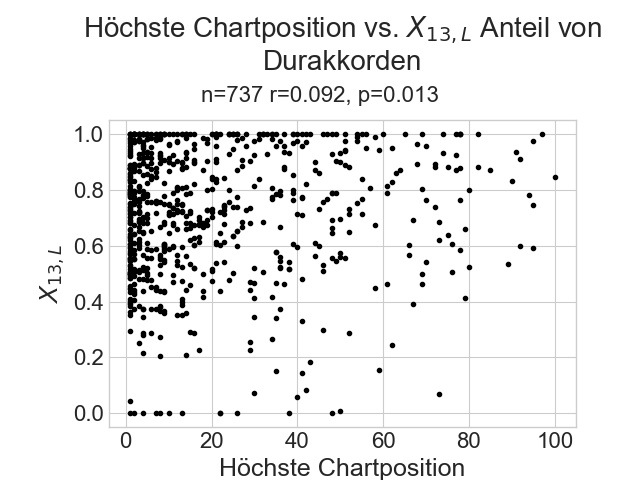 Höchste Chartposition vs. X13, L Anteil von
Durakkorden
n=737 r=0.092, p=0.013
1.0
0.8
0.6
0.4
0.2
0.0
X13, L
0 20 40 60 80 100
Höchste Chartposition